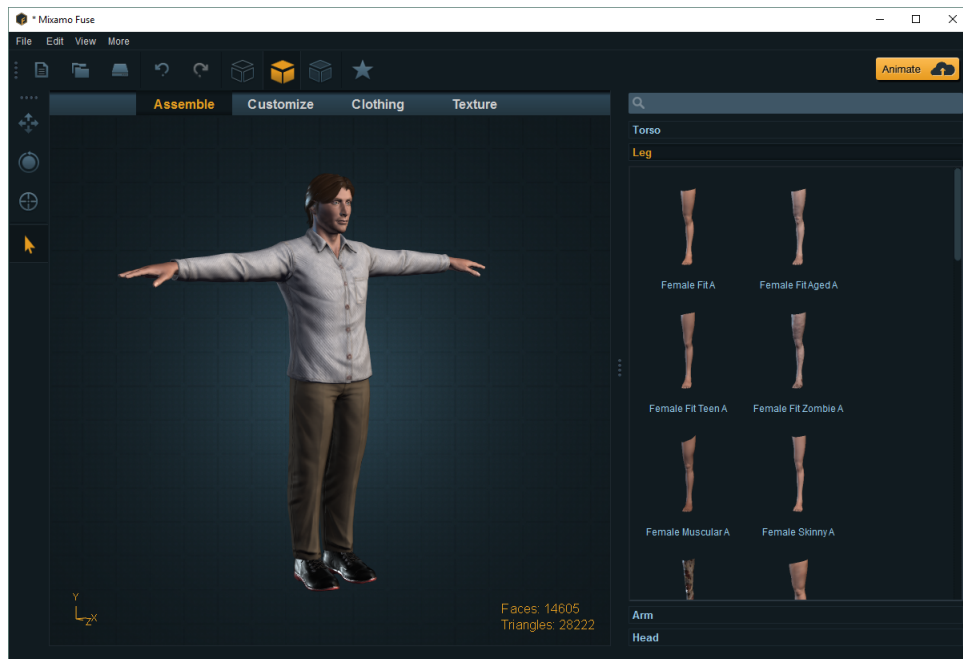 * Mixamo Fuse
File Edit View More
Animate
Assemble Customize Clothing Texture
Torso
Leg
Female Fit A Female Fit Aged A
Female Fit Teen A Female Fit Zombie A
Female Muscular A Female Skinny A
Y
Z X
Faces: 14605
Triangles: 28222
Arm
Head